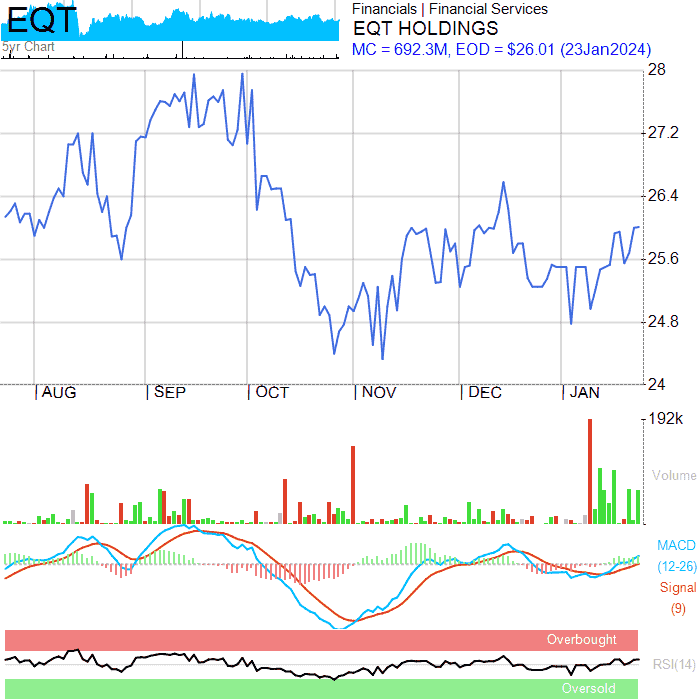 EQT
5yr Chart
Financials | Financial Services
EQT HOLDINGS
MC = 692.3M, EOD = $26.01 (23Jan2024)
28
27.2
26.4
25.6
24.8
24
AUG SEP OCT NOV DEC JAN
192k
Volume
MACD
(12-26)
Signal
(9)
Overbought
RSI(14)
Oversold